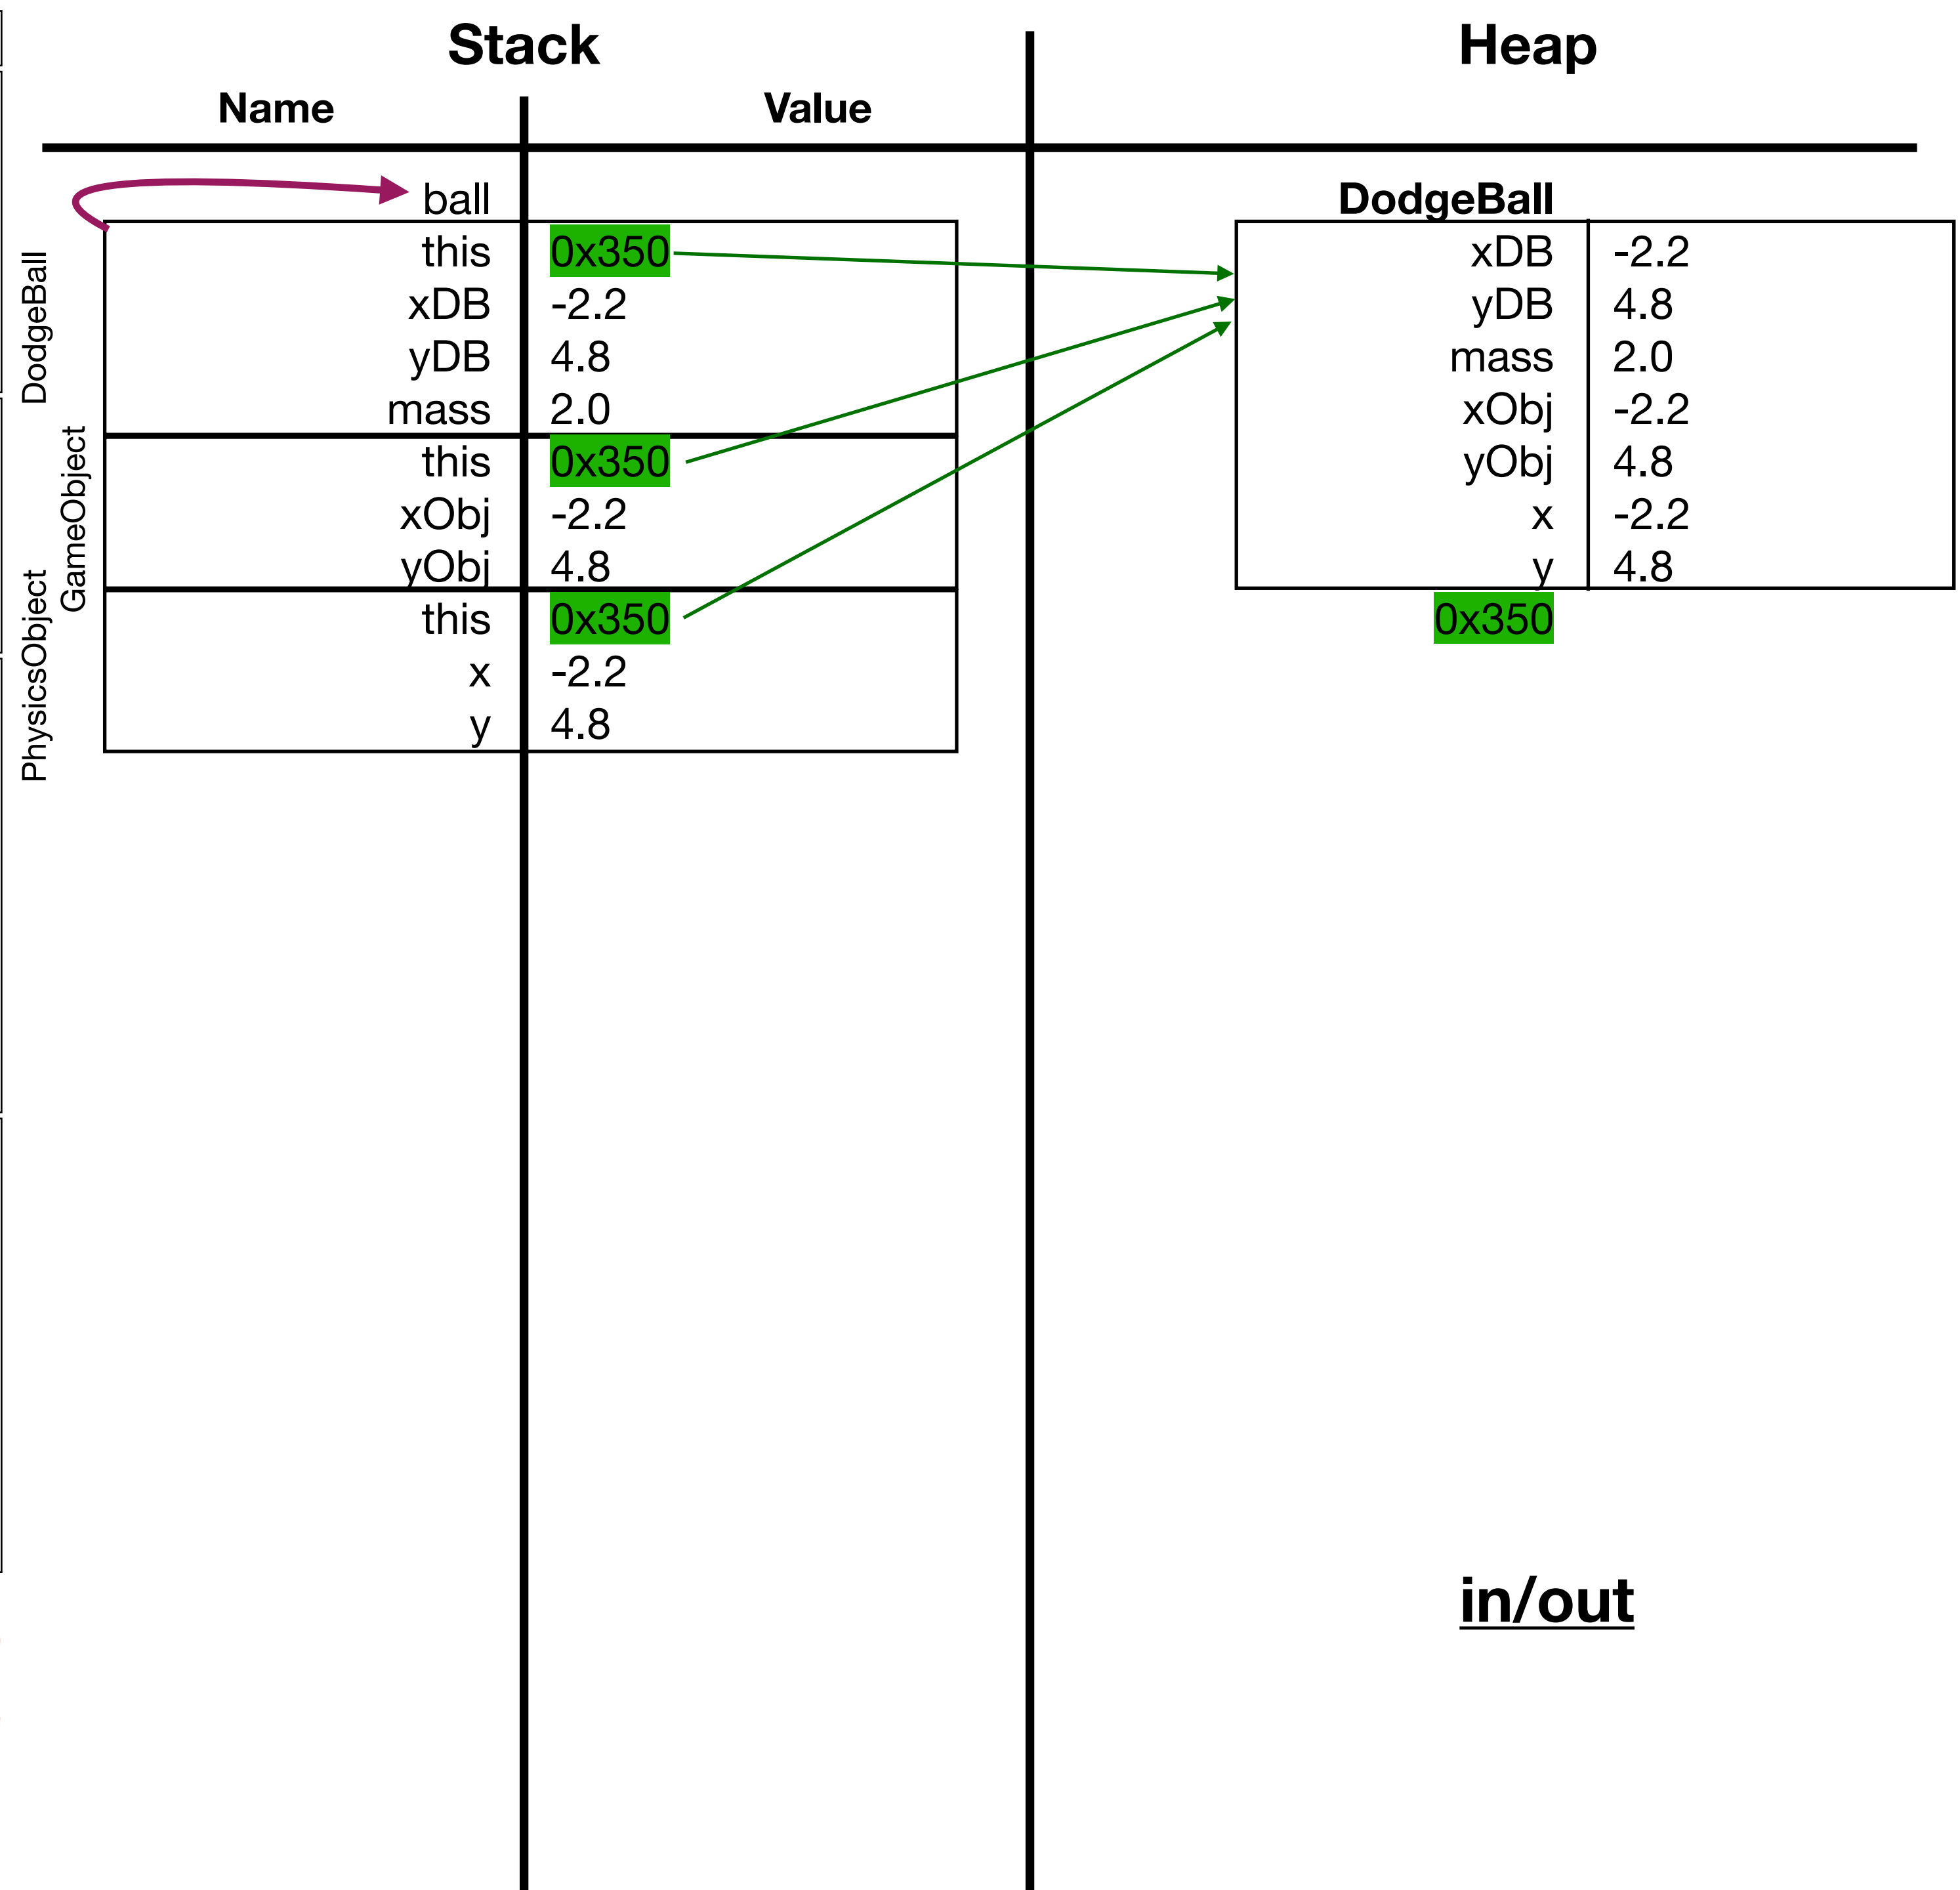 Stack
Heap
Name
Value
ball
DodgeBall
this 0x350
xDB -2.2
yDB 4.8
mass 2.0
GameObject
this 0x350
xObj -2.2
yObj 4.8
PhysicsObject
this 0x350
x -2.2
y 4.8
DodgeBall
xDB -2.2
yDB 4.8
mass 2.0
xObj -2.2
yObj 4.8
x -2.2
y 4.8
0x350
in/out